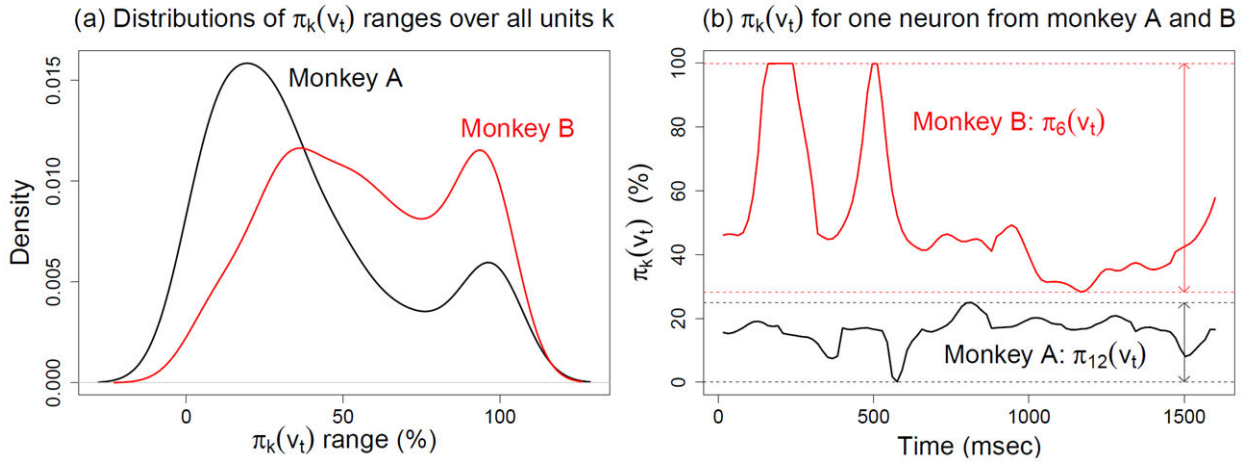 (a) Distributions of πk(vt) ranges over all units k
0.015
0.010
0.005
0.000
Density
Monkey A
Monkey B
0
50
100
πk(vt) range (%)
(b) πk(vt) for one neuron from monkey A and B
100
80
60
40
20
0
πk(vt) (%)
Monkey B: π6(vt)
Monkey A: π12(vt)
0
500
1000
1500
Time (msec)